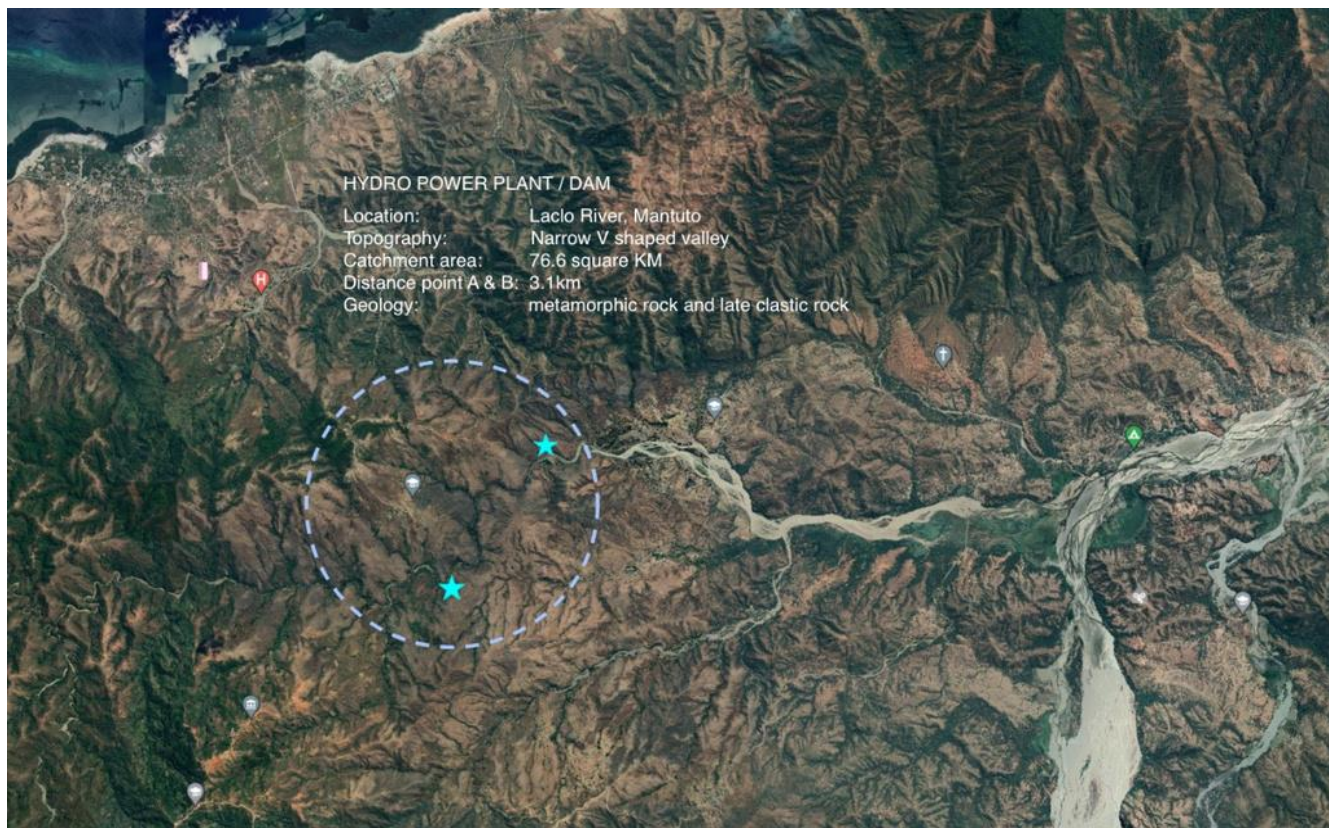 HYDRO POWER PLANT / DAM
Location: Laclo River, Mantuto
Topography: Narrow V shaped valley
Catchment area: 76.6 square KM
Distance point A & B: 3.1km
Geology: metamorphic rock and late clastic rock
H